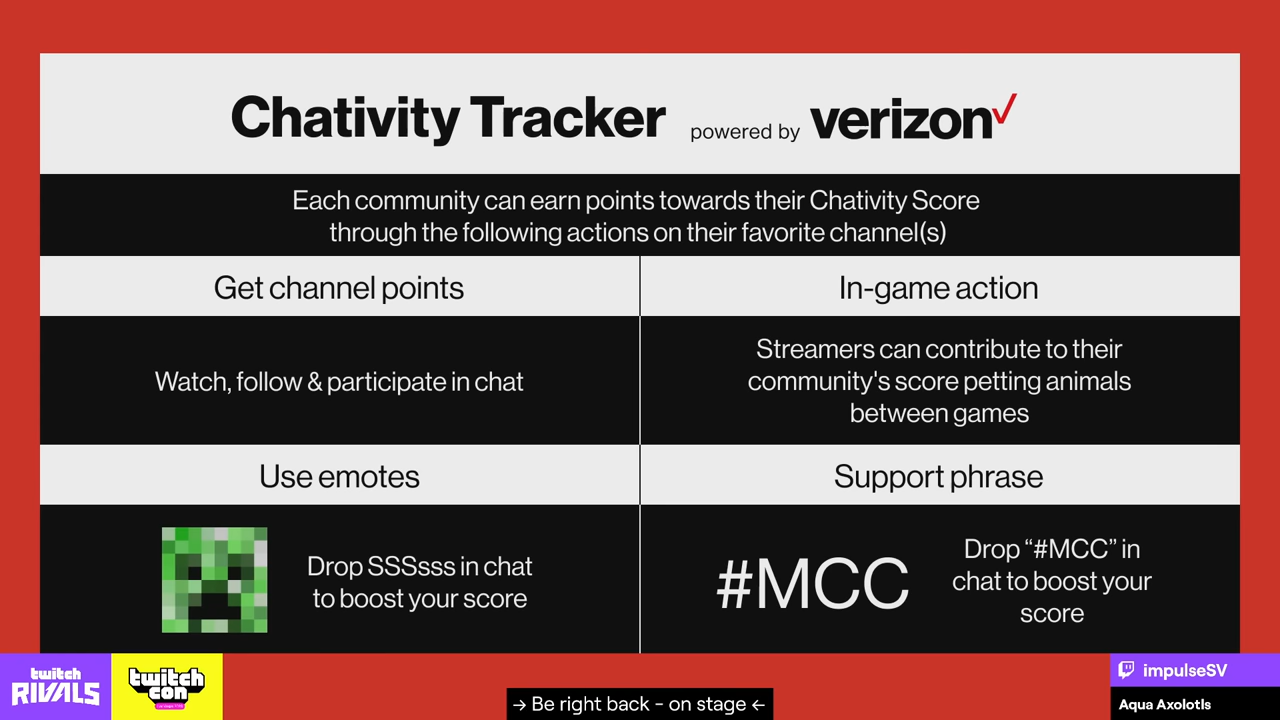 Chativity Tracker powered by verizon
Each community can earn points towards their Chativity Score
through the following actions on their favorite channel(s)
Get channel points
In-game action
Watch, follow & participate in chat
Streamers can contribute to their
community's score petting animals
between games
Use emotes
Support phrase
Drop SSSsss in chat
to boost your score
#MCC
Drop “#MCC” in
chat to boost your
score
twitch
RIVALS
twitch
con
→ Be right back - on stage ←
impulseSV
Aqua Axolotls